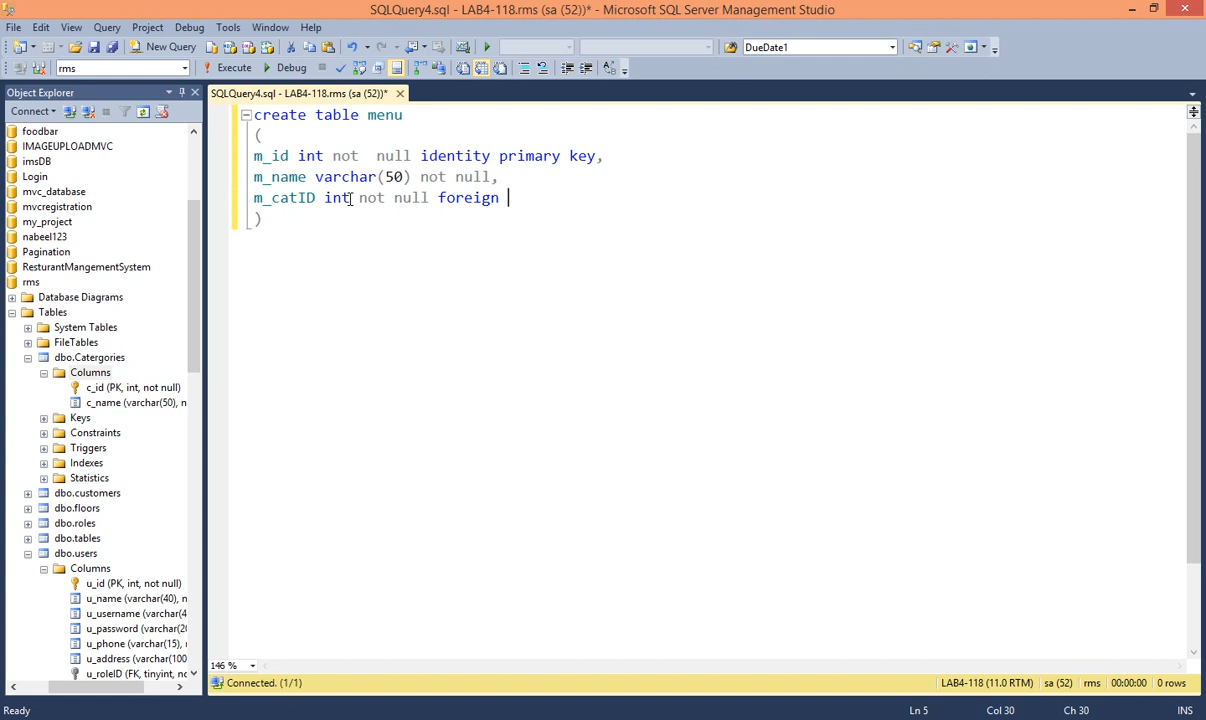 SQLQuery4.sql - LAB4-118.rms (sa (52))* - Microsoft SQL Server Management Studio
File Edit View Query Project Debug Tools Window Help
New Query DueDate1
rms Execute Debug
Object Explorer
SQLQuery4.sql - LAB4-118.rms (sa (52))*
Connect
foodbar
IMAGEUPLOADMVC
imsDB
Login
mvc_database
mvcregistration
my_project
nabeel123
Pagination
ResturantMangementSystem
rms
Database Diagrams
Tables
System Tables
FileTables
dbo.Catergories
Columns
c_id (PK, int, not null)
c_name (varchar(50), n
Keys
Constraints
Triggers
Indexes
Statistics
dbo.customers
dbo.floors
dbo.roles
dbo.tables
dbo.users
Columns
u_id (PK, int, not null)
u_name (varchar(40), n
u_username (varchar(4
u_password (varchar(20
u_phone (varchar(15), n
u_address (varchar(100
u_roleID (FK, tinyint, no
create table menu
(
m_id int not  null identity primary key,
m_name varchar(50) not null,
m_catID int not null foreign
)
146 %
Connected. (1/1) LAB4-118 (11.0 RTM) sa (52) rms 00:00:00 0 rows
Ready Ln 5 Col 30 Ch 30 INS